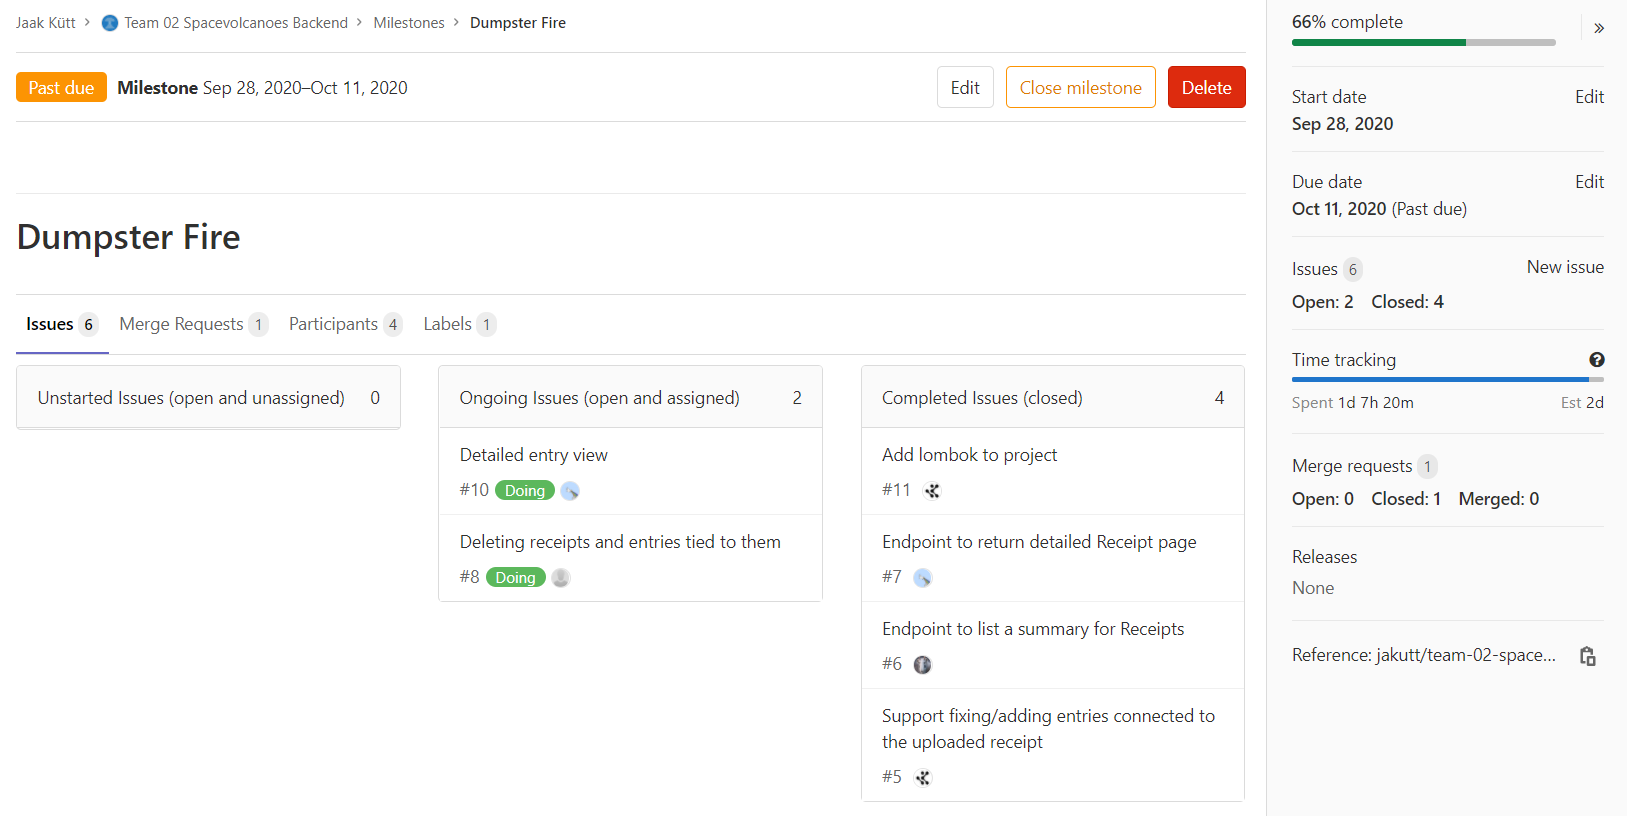 Jaak Kütt > Team 02 Spacevolcanoes Backend > Milestones > Dumpster Fire
Past due Milestone Sep 28, 2020–Oct 11, 2020 Edit Close milestone Delete
Dumpster Fire
Issues 6 Merge Requests 1 Participants 4 Labels 1
Unstarted Issues (open and unassigned) 0
Ongoing Issues (open and assigned) 2
Detailed entry view
#10 Doing
Deleting receipts and entries tied to them
#8 Doing
Completed Issues (closed) 4
Add lombok to project
#11
Endpoint to return detailed Receipt page
#7
Endpoint to list a summary for Receipts
#6
Support fixing/adding entries connected to
the uploaded receipt
#5
66% complete »
Start date Edit
Sep 28, 2020
Due date Edit
Oct 11, 2020 (Past due)
Issues 6 New issue
Open: 2 Closed: 4
Time tracking ?
Spent 1d 7h 20m Est 2d
Merge requests 1
Open: 0 Closed: 1 Merged: 0
Releases
None
Reference: jakutt/team-02-space...